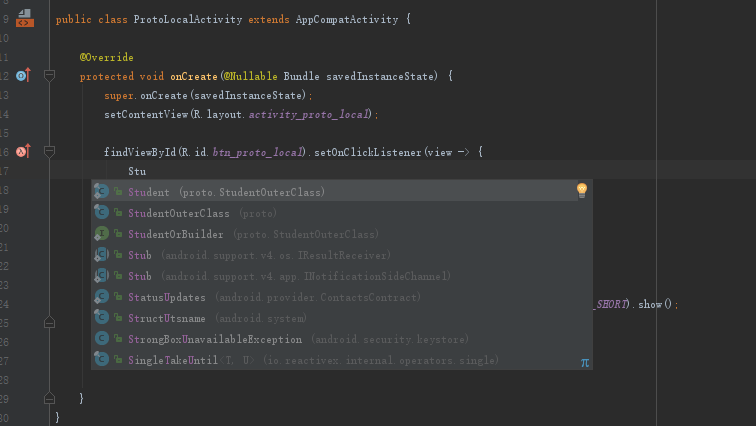 9 public class ProtoLocalActivity extends AppCompatActivity {
10
11 @Override
12 protected void onCreate(@Nullable Bundle savedInstanceState) {
13 super.onCreate(savedInstanceState);
14 setContentView(R.layout.activity_proto_local);
15
16 findViewById(R.id.btn_proto_local).setOnClickListener(view -> {
17 Stu
18 Student (proto.StudentOuterClass)
19 StudentOuterClass (proto)
20 StudentOrBuilder (proto.StudentOuterClass)
21 Stub (android.support.v4.os.IResultReceiver)
22 Stub (android.support.v4.app.INotificationSideChannel)
23 StatusUpdates (android.provider.ContactsContract)
24 StructUtsname (android.system) _SHORT).show();
25 StrongBoxUnavailableException (android.security.keystore)
26 SingleTakeUntil<T, U> (io.reactivex.internal.operators.single)
27 π
28
29 }
30 }